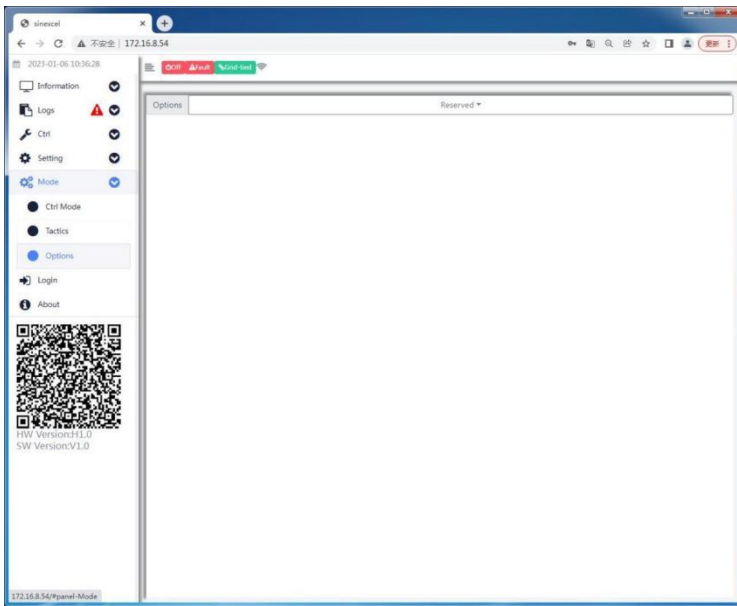 sinexcel
不安全 172.16.8.54
更新
2023-01-06 10:36:28
Off Fault Grid-tied
Information
Logs
Ctrl
Setting
Mode
Ctrl Mode
Tactics
Options
Login
About
HW Version:H1.0
SW Version:V1.0
Options Reserved
172.16.8.54/#panel-Mode